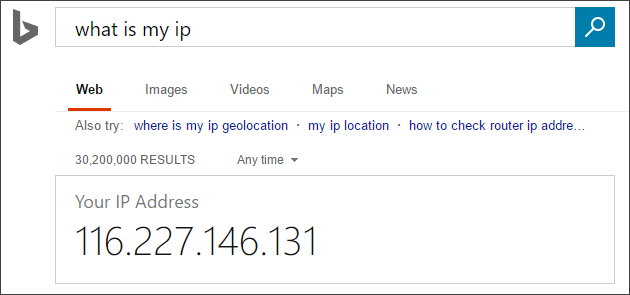 what is my ip
Web Images Videos Maps News
Also try: where is my ip geolocation · my ip location · how to check router ip addre...
30,200,000 RESULTS Any time
Your IP Address
116.227.146.131